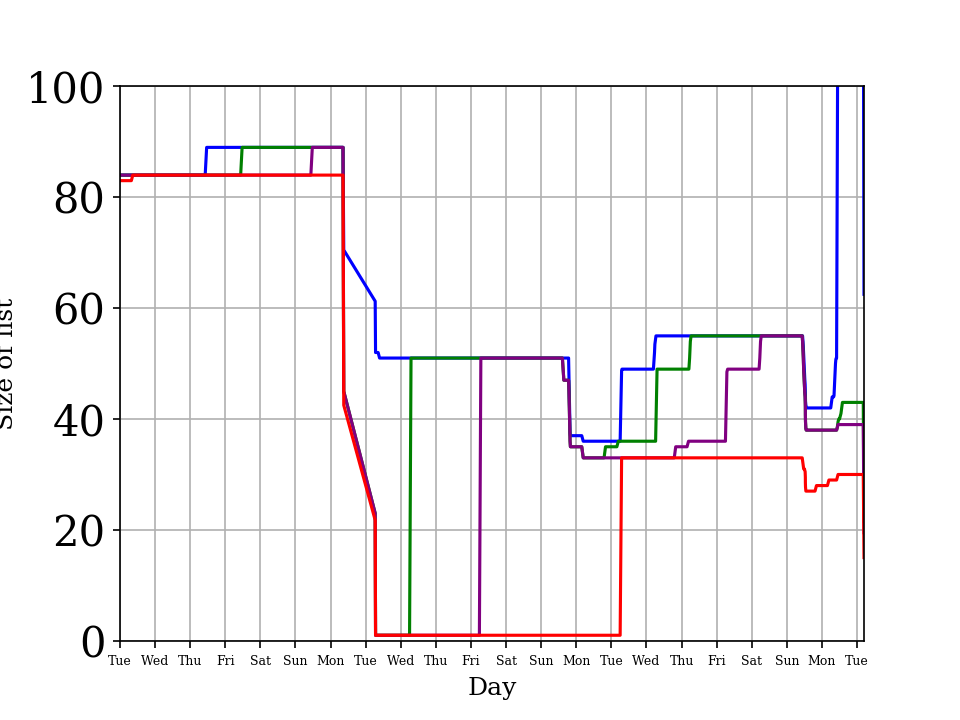 100
80
60
40
20
0
Size of list
Tue Wed Thu Fri Sat Sun Mon Tue Wed Thu Fri Sat Sun Mon Tue Wed Thu Fri Sat Sun Mon Tue
Day